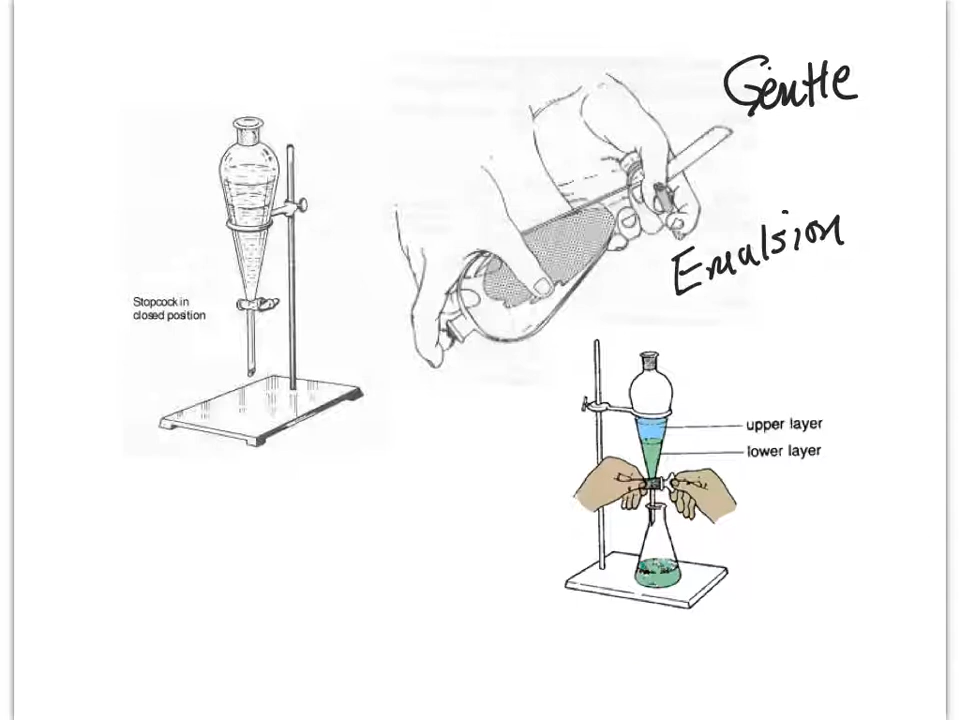 Gentle
Emulsion
Stopcock in
closed position
upper layer
lower layer